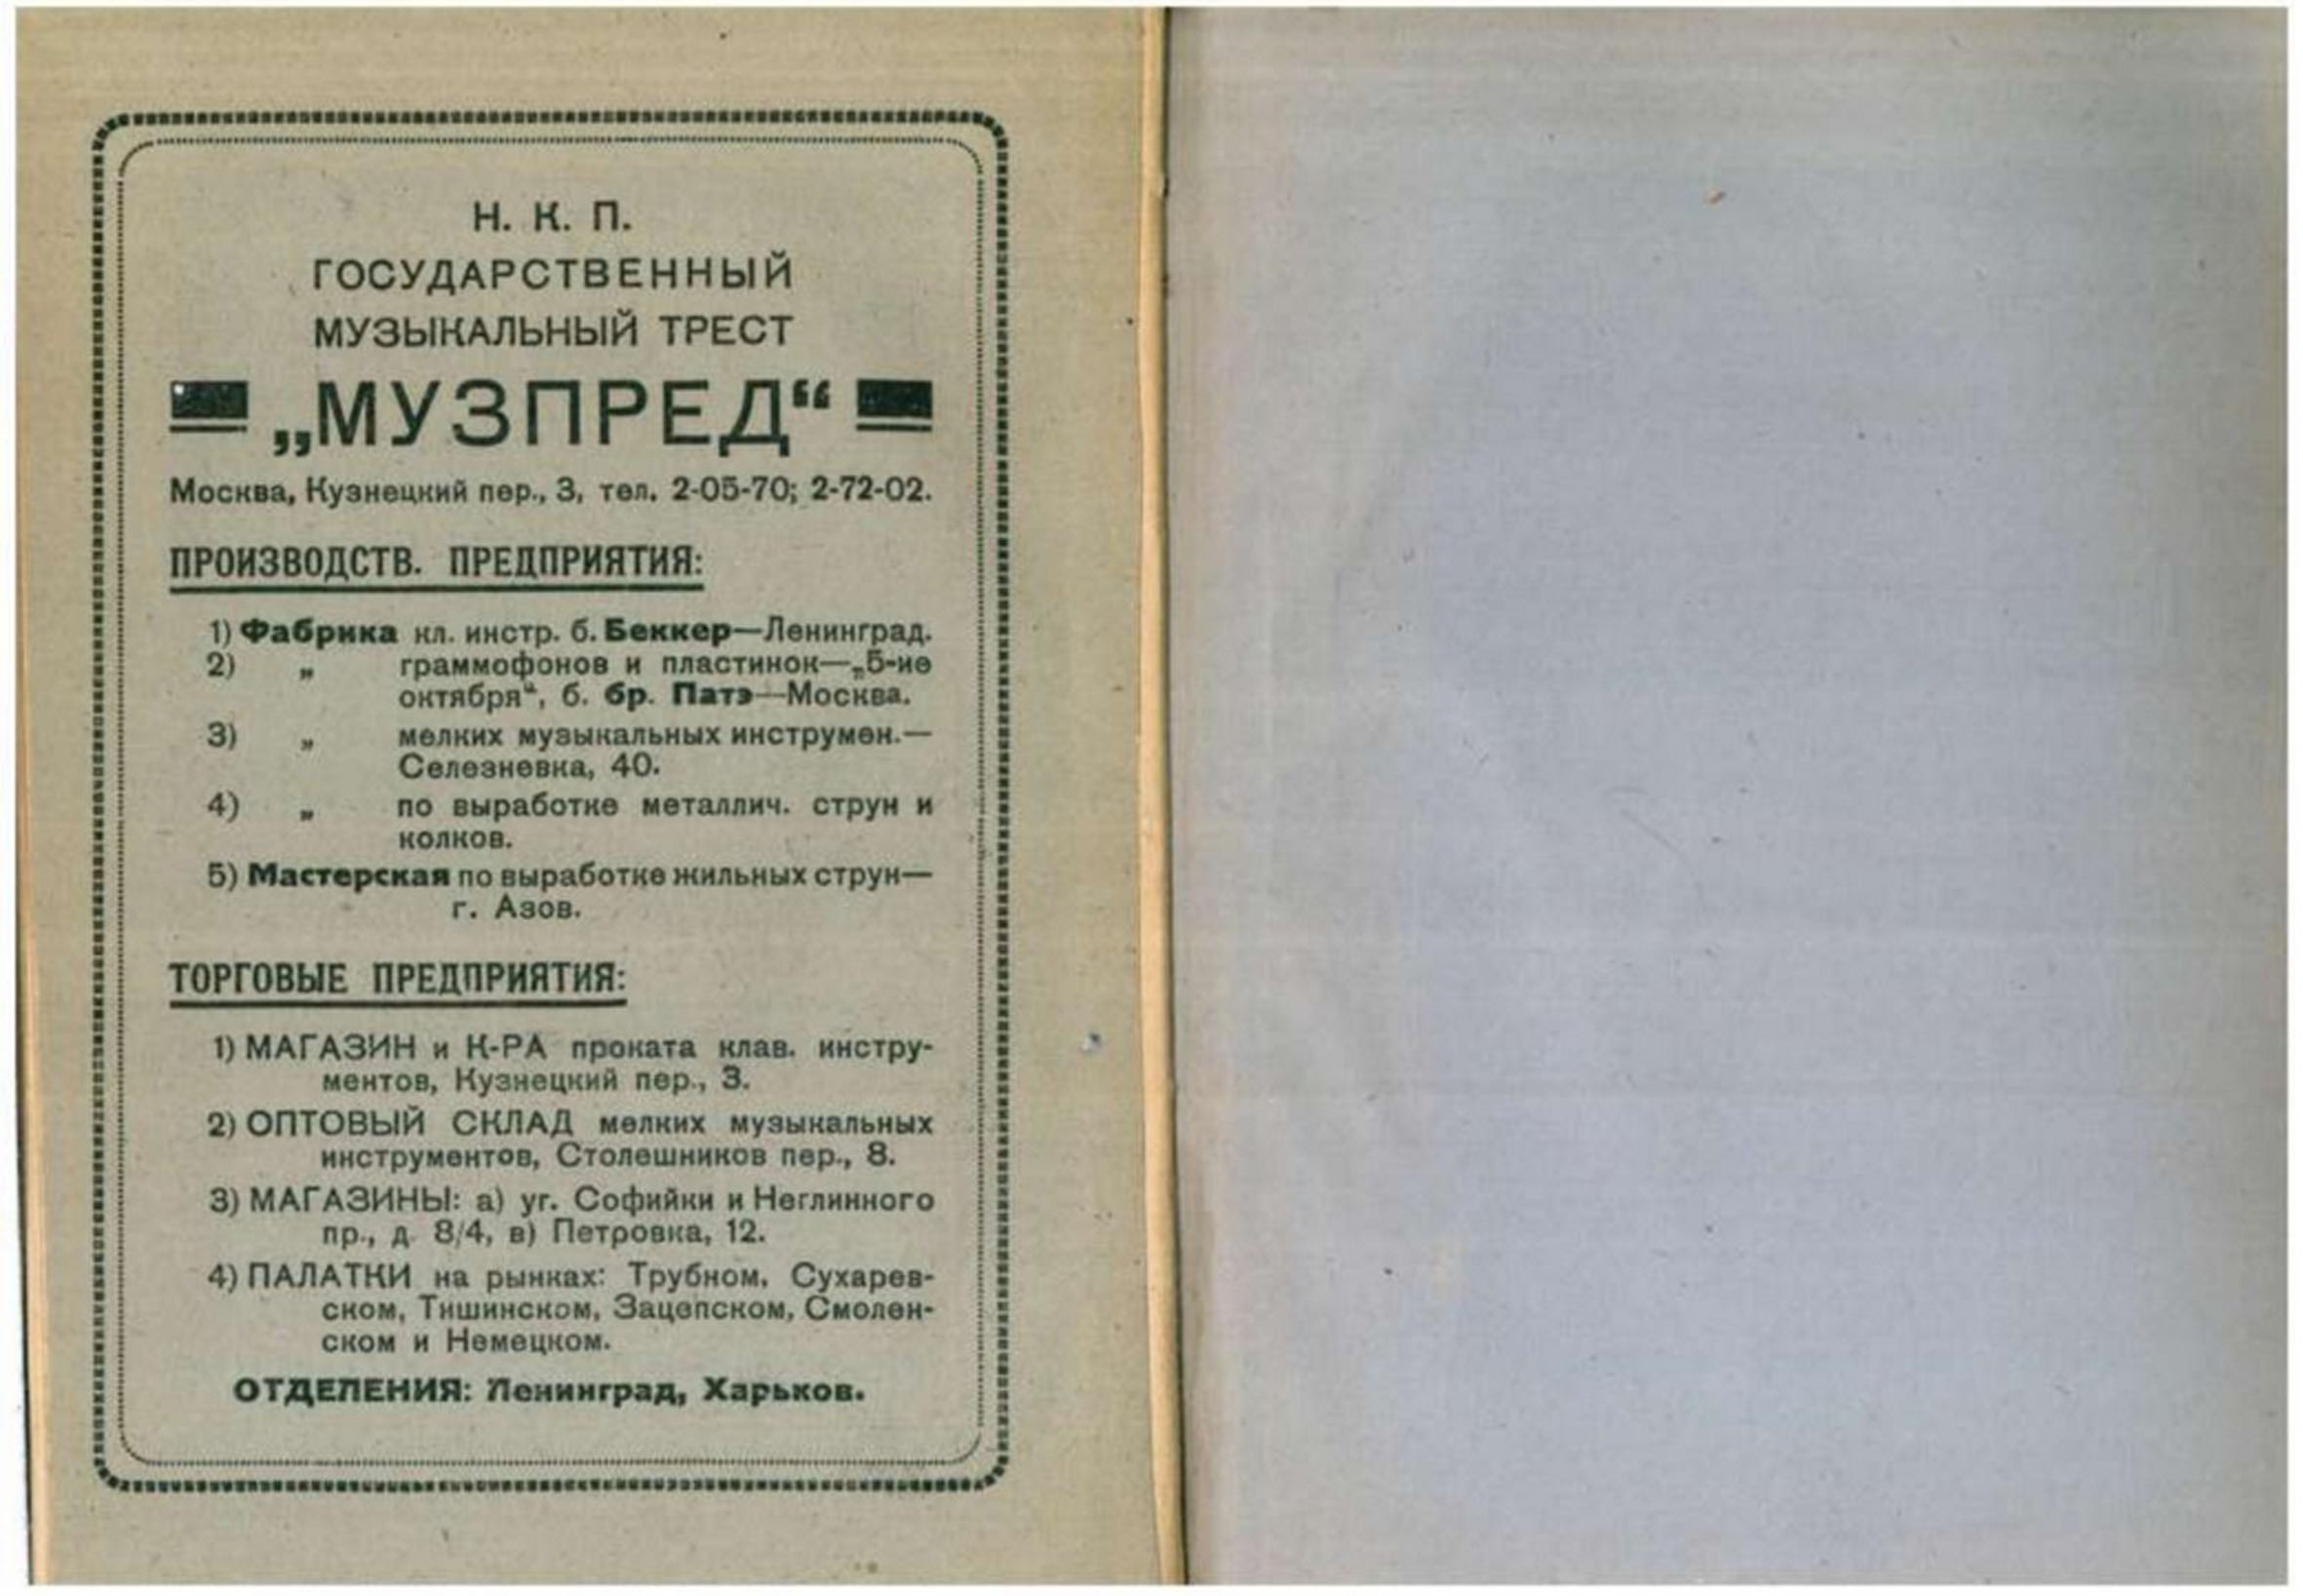 Н. К. П.
ГОСУДАРСТВЕННЫЙ
МУЗЫКАЛЬНЫЙ ТРЕСТ
„МУЗПРЕД“
Москва, Кузнецкий пер., 3, тел. 2-05-70; 2-72-02.
ПРОИЗВОДСТВ. ПРЕДПРИЯТИЯ:
1) Фабрика кл. инстр. б. Беккер—Ленинград.
2) „ граммофонов и пластинок—„5-ие
октября“, б. бр. Патэ—Москва.
3) „ мелких музыкальных инструмен.—
Селезневка, 40.
4) „ по выработке металлич. струн и
колков.
5) Мастерская по выработке жильных струн—
г. Азов.
ТОРГОВЫЕ ПРЕДПРИЯТИЯ:
1) МАГАЗИН и К-РА проката клав. инстру-
ментов, Кузнецкий пер., 3.
2) ОПТОВЫЙ СКЛАД мелких музыкальных
инструментов, Столешников пер., 8.
3) МАГАЗИНЫ: а) уг. Софийки и Неглинного
пр., д. 8/4, в) Петровка, 12.
4) ПАЛАТКИ на рынках: Трубном, Сухарев-
ском, Тишинском, Зацепском, Смолен-
ском и Немецком.
ОТДЕЛЕНИЯ: Ленинград, Харьков.